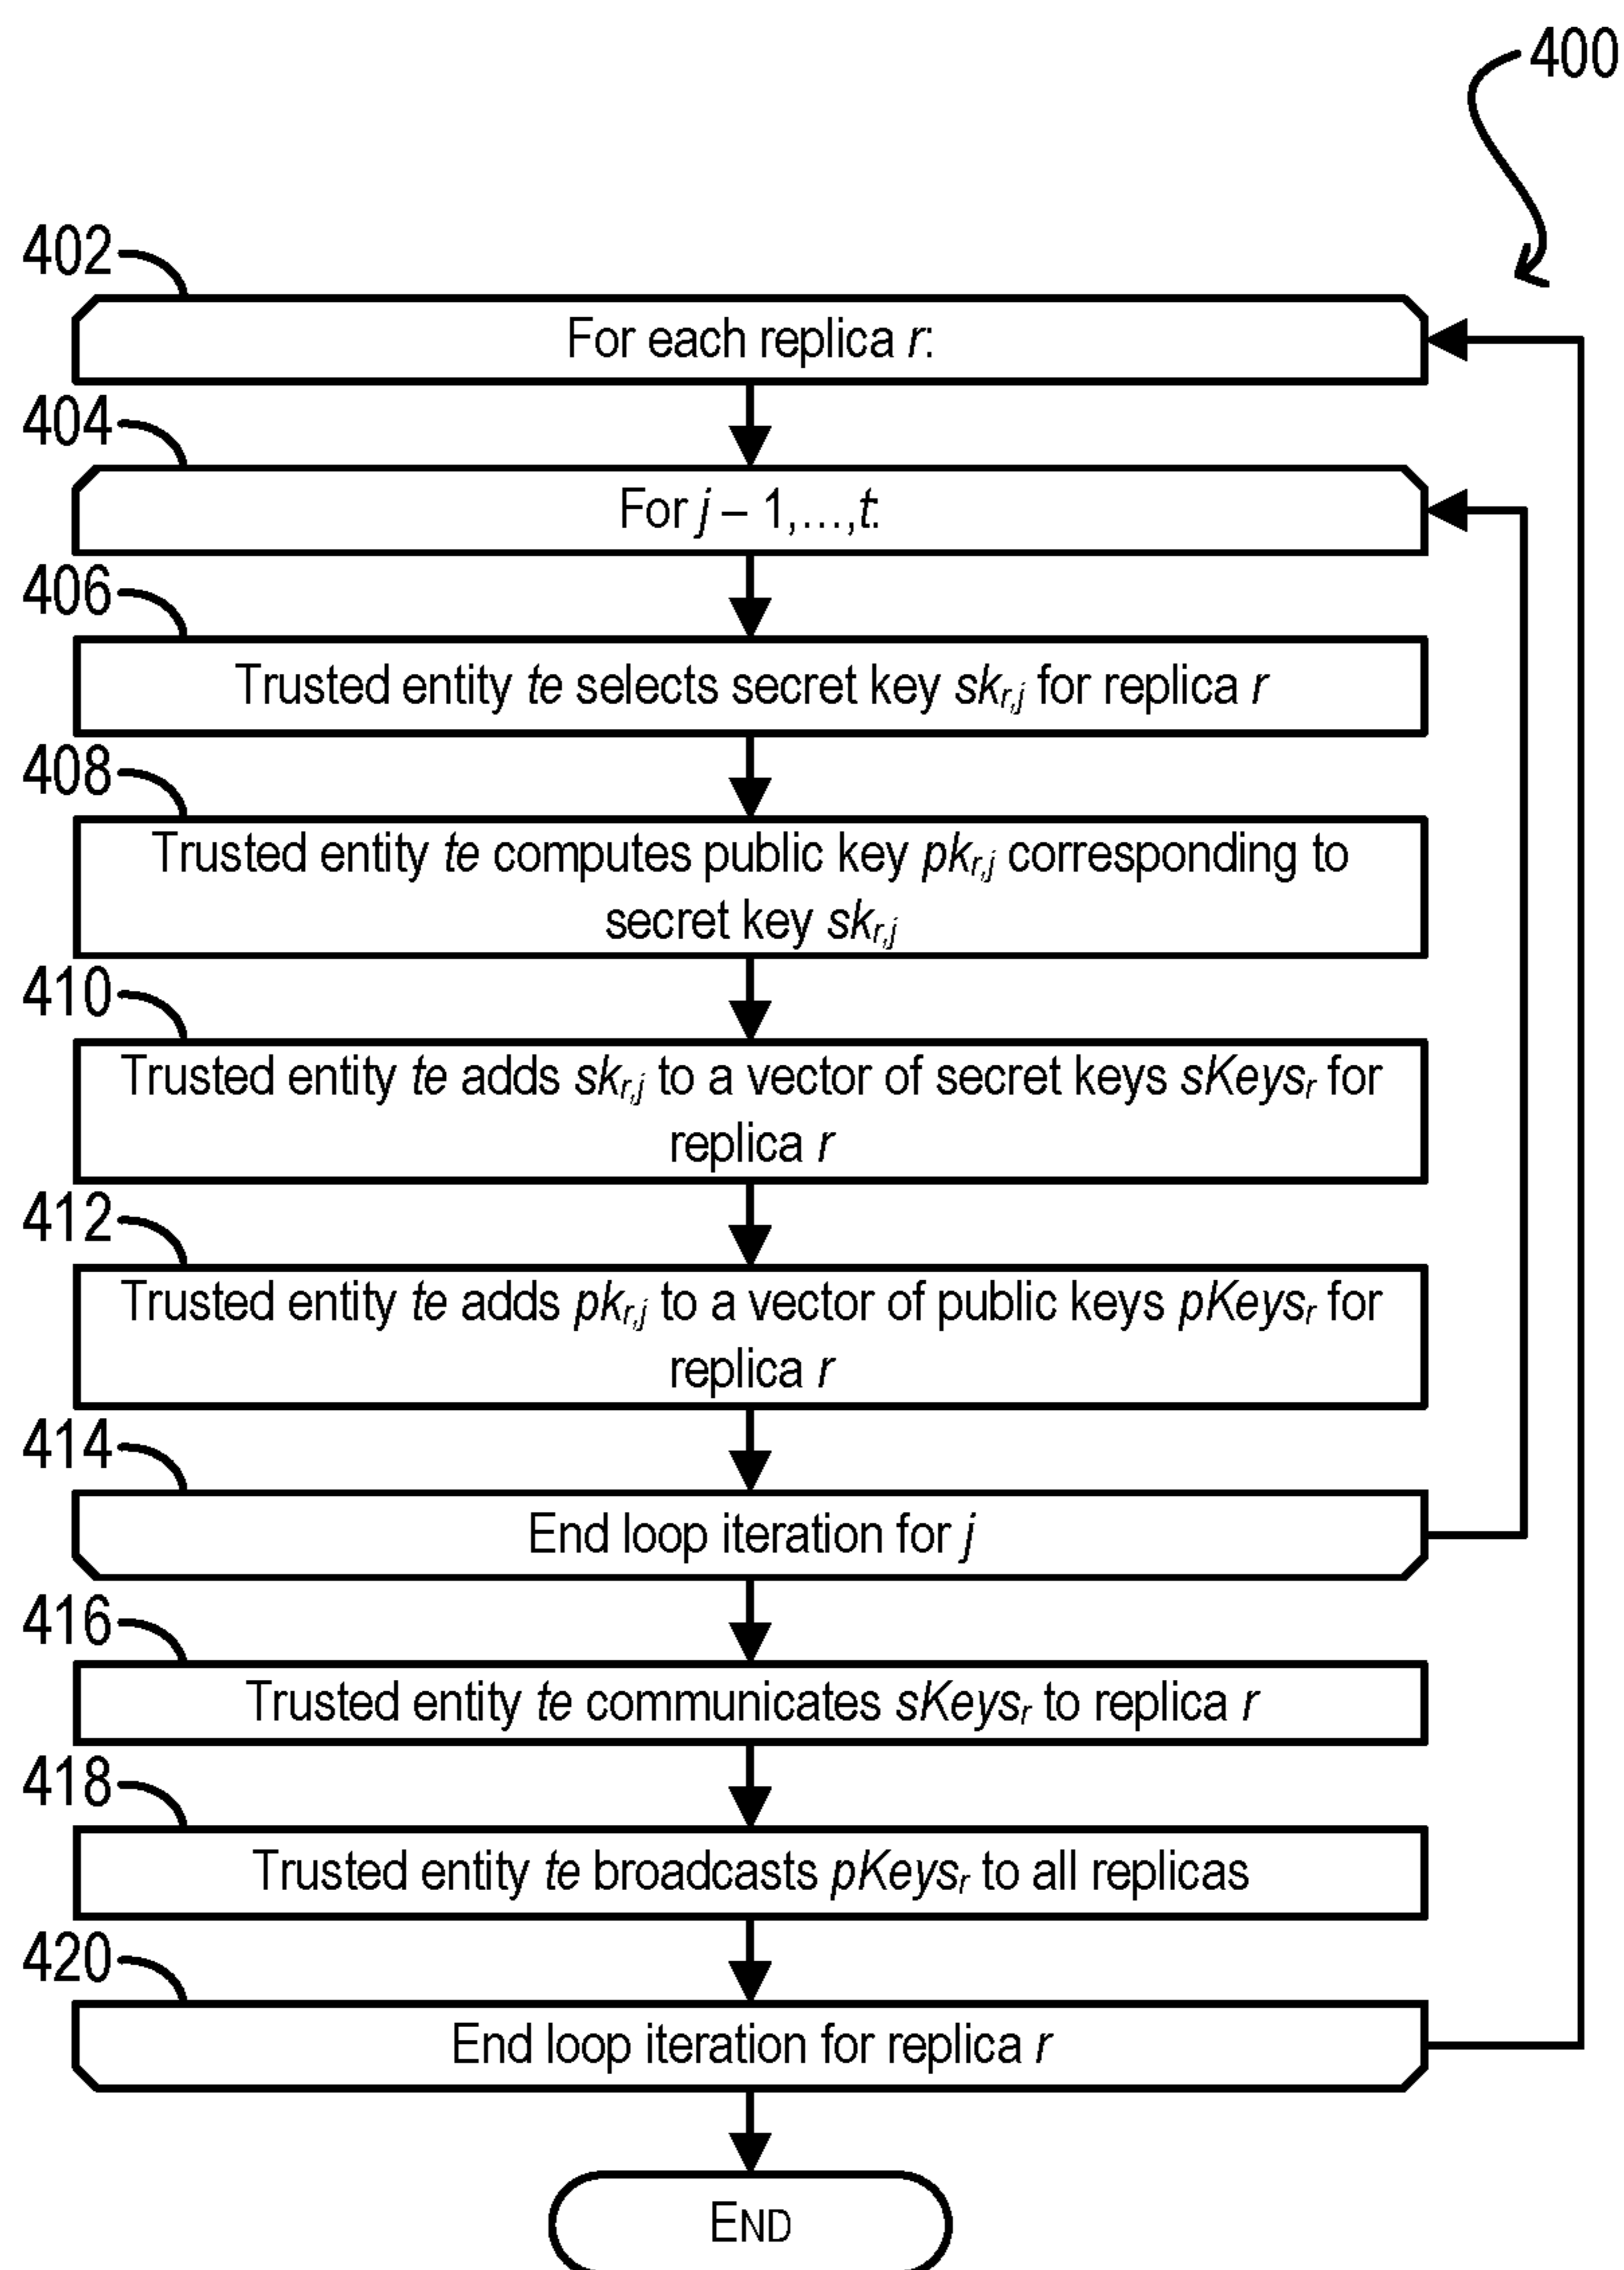 400
402
For each replica r:
404
For j – 1,...,t:
406
Trusted entity te selects secret key skr,j for replica r
408
Trusted entity te computes public key pkr,j corresponding to
secret key skr,j
410
Trusted entity te adds skr,j to a vector of secret keys sKeysr for
replica r
412
Trusted entity te adds pkr,j to a vector of public keys pKeysr for
replica r
414
End loop iteration for j
416
Trusted entity te communicates sKeysr to replica r
418
Trusted entity te broadcasts pKeysr to all replicas
420
End loop iteration for replica r
END